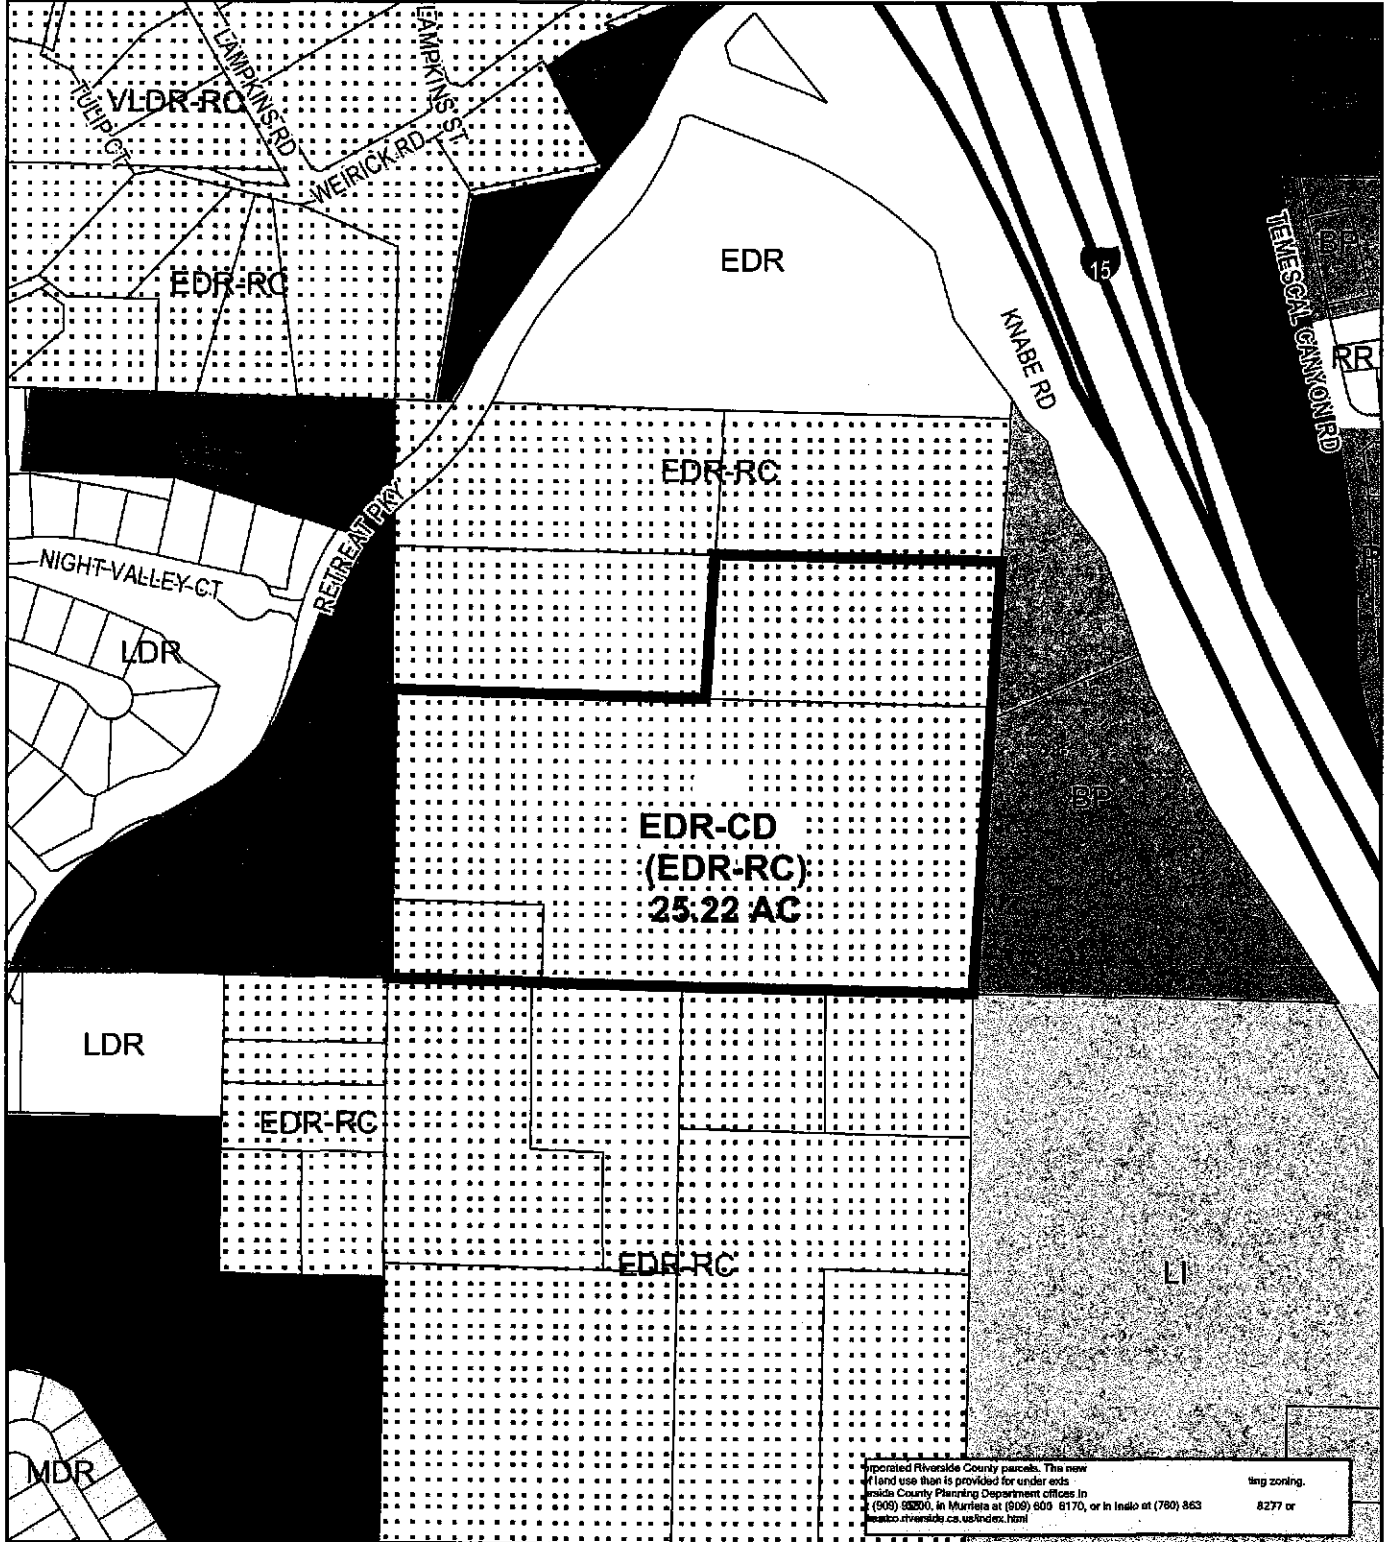 LAMPKINS RD
LAMPKINS ST
TULIP CT
VLDR-RC
WEIRICK RD
EDR-RC
EDR
15
KNABE RD
TEMESCAL CANYON RD
BP
RR
EDR-RC
RETREAT PKY
NIGHT VALLEY CT
LDR
BP
EDR-CD
(EDR-RC)
25.22 AC
LDR
EDR-RC
EDR-RC
LI
MDR
orporated Riverside County parcels. The new
f land use than is provided for under exis ting zoning.
erside County Planning Department offices in
(909) in Murrieta at (909) 600 6170, or in Indio at (760) 863 8277 or
riverside.ca.us/index.html